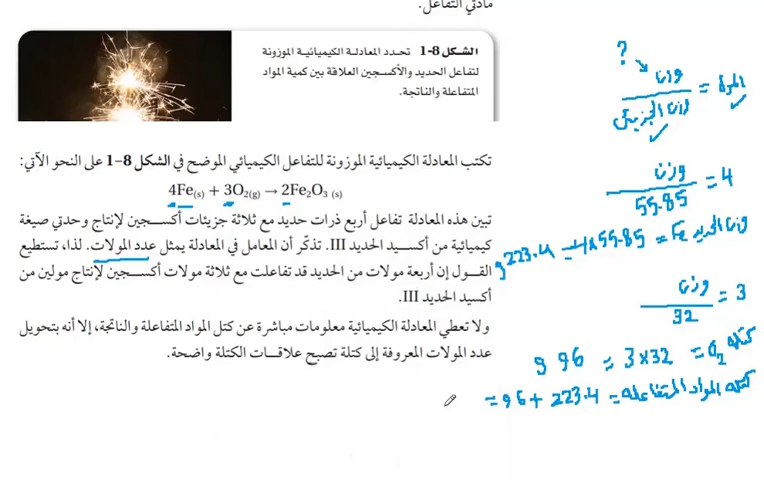 مادتي التفاعل.
الشكل 8-1 تحدد المعادلة الكيميائية الموزونة
لتفاعل الحديد والأكسجين العلاقة بين كمية المواد
المتفاعلة والناتجة.
تكتب المعادلة الكيميائية الموزونة للتفاعل الكيميائي الموضح في الشكل 8-1 على النحو الآتي:
4Fe(s) + 3O2(g) → 2Fe2O3 (s)
تبين هذه المعادلة تفاعل أربع ذرات حديد مع ثلاثة جزيئات أكسجين لإنتاج وحدتي صيغة
كيميائية من أكسيد الحديد III. تذكّر أن المعامل في المعادلة يمثل عدد المولات. لذا، تستطيع
القول إن أربعة مولات من الحديد قد تفاعلت مع ثلاثة مولات أكسجين لإنتاج مولين من
أكسيد الحديد III.
ولا تعطي المعادلة الكيميائية معلومات مباشرة عن كتل المواد المتفاعلة والناتجة، إلا أنه بتحويل
عدد المولات المعروفة إلى كتلة تصبح علاقات الكتلة واضحة.
?
المول = وزن
وزن الجزيئي
4 = وزن
55.85
وزن الحديد Fe = 55.85×4 = 223.4 g
3 = وزن
32
كتلة O2 = 3×32 = 96 g
كتلة المواد المتفاعلة = 223.4 + 96 =